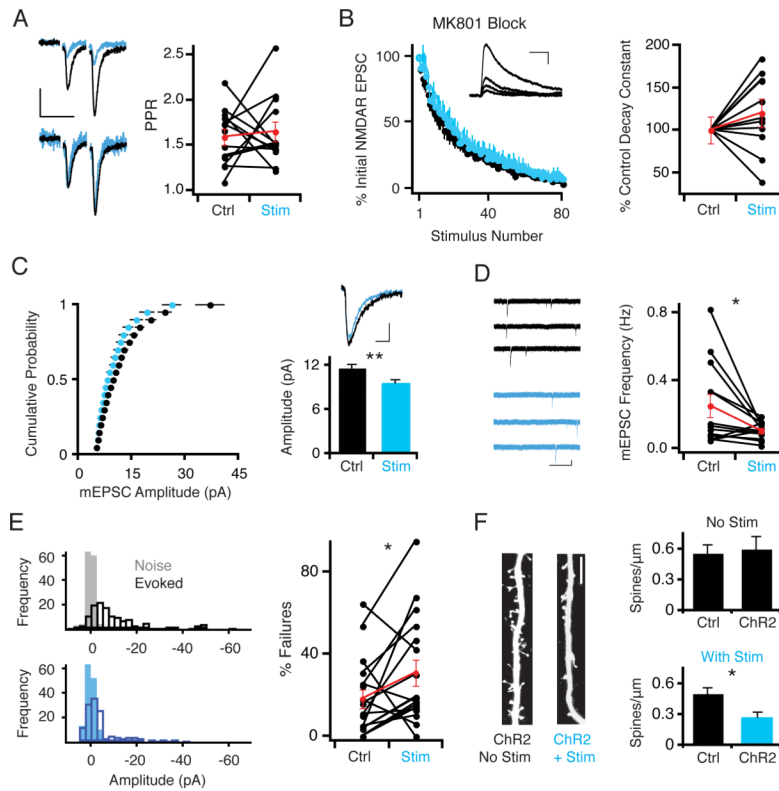 A
PPR
2.5
2.0
1.5
1.0
Ctrl
Stim
B
MK801 Block
% Initial NMDAR EPSC
100
50
0
1
40
80
Stimulus Number
% Control Decay Constant
200
150
100
50
Ctrl
Stim
C
Cumulative Probability
1
0.5
0
0
15
30
45
mEPSC Amplitude (pA)
Amplitude (pA)
12
6
0
**
Ctrl
Stim
D
mEPSC Frequency (Hz)
0.8
0.4
0.0
*
Ctrl
Stim
E
Frequency
60
40
20
Noise
Evoked
0
-20
-40
-60
Frequency
60
40
20
0
-20
-40
-60
Amplitude (pA)
% Failures
80
40
0
*
Ctrl
Stim
F
ChR2
No Stim
ChR2
+ Stim
No Stim
Spines/µm
0.6
0.3
0
Ctrl
ChR2
With Stim
*
Spines/µm
0.6
0.3
0
Ctrl
ChR2